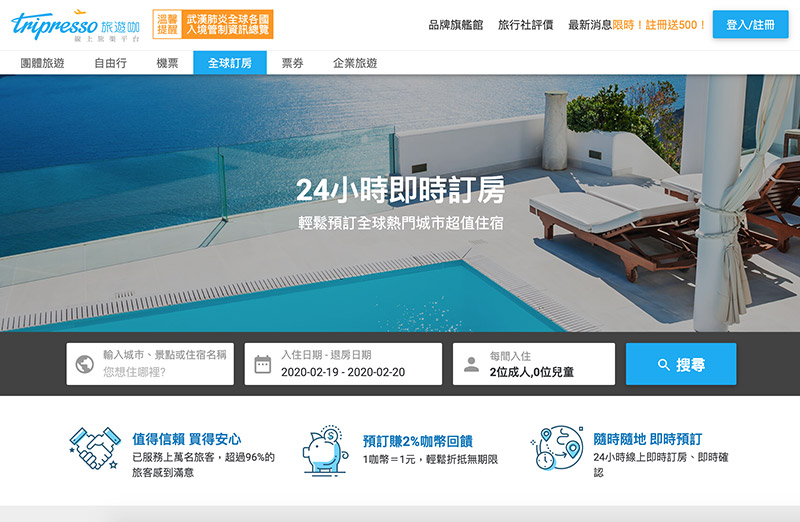 tripresso 旅遊咖
線上旅遊平台
溫馨提醒
武漢肺炎全球各國
入境管制資訊總覽
品牌旗艦館 旅行社評價 最新消息限時！註冊送500！ 登入/註冊
團體旅遊 自由行 機票 全球訂房 票券 企業旅遊
24小時即時訂房
輕鬆預訂全球熱門城市超值住宿
輸入城市、景點或住宿名稱
您想住哪裡?
入住日期 - 退房日期
2020-02-19 - 2020-02-20
每間入住
2位成人,0位兒童
搜尋
值得信賴 買得安心
已服務上萬名旅客，超過96%的
旅客感到滿意
預訂賺2%咖幣回饋
1咖幣＝1元，輕鬆折抵無期限
隨時隨地 即時預訂
24小時線上即時訂房、即時確
認